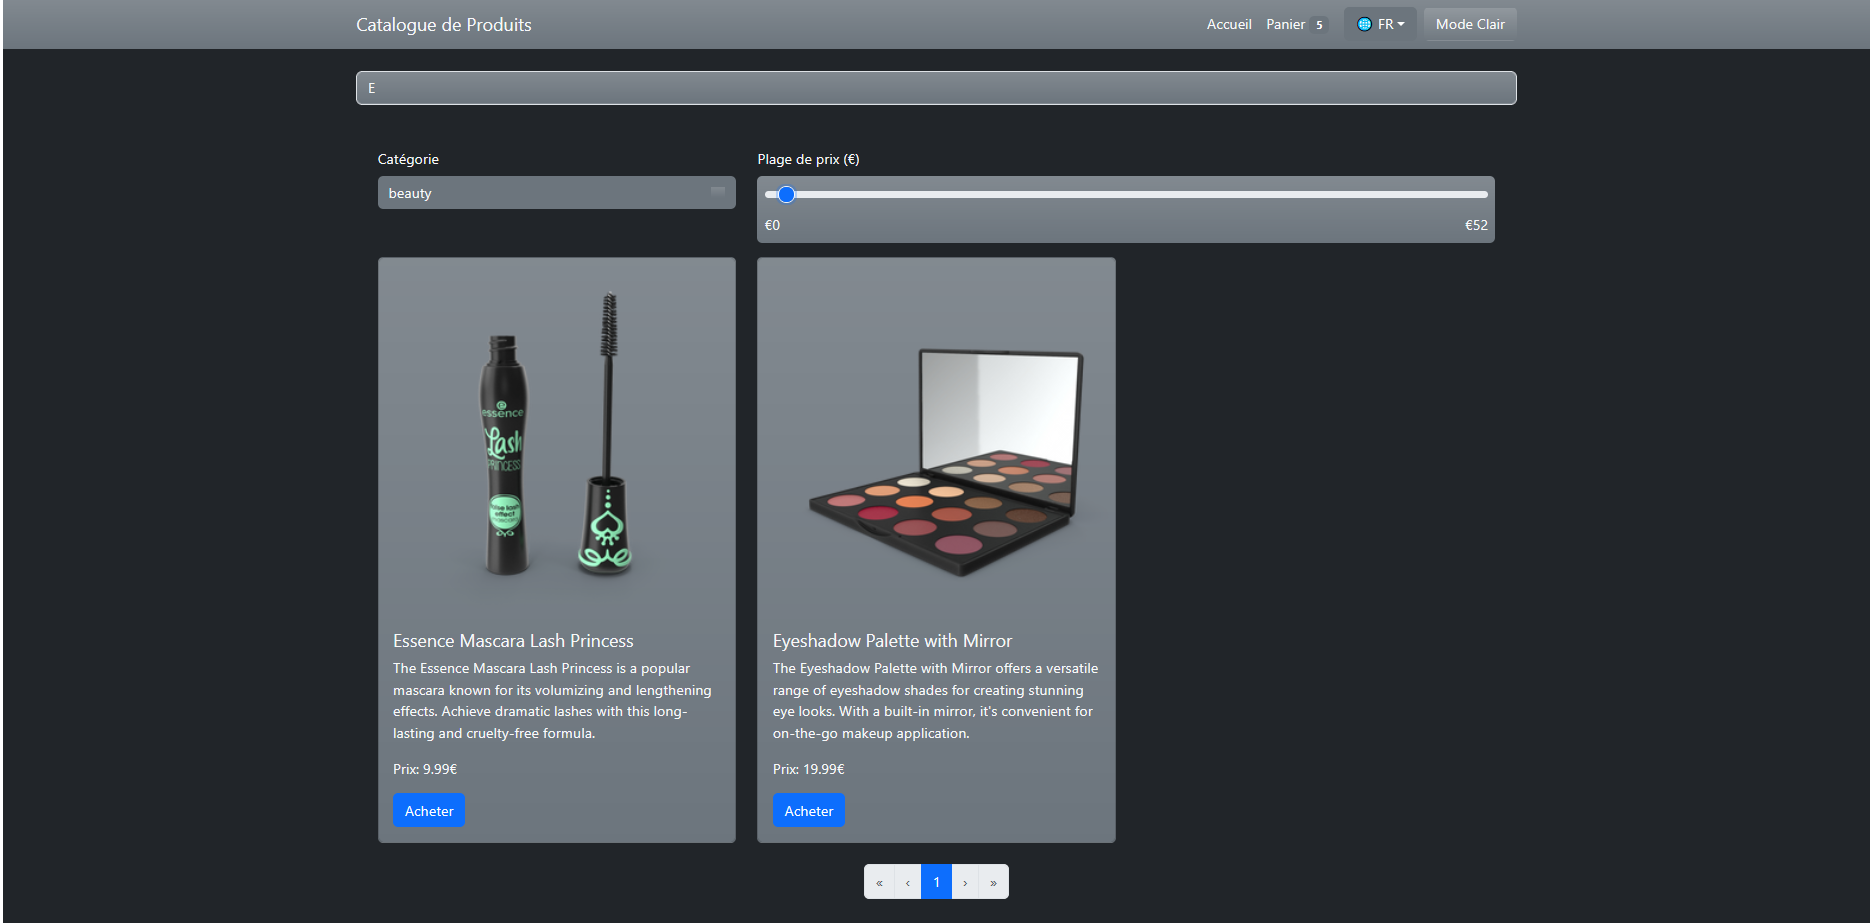 Catalogue de Produits
Accueil
Panier 5
FR
Mode Clair
E
Catégorie
Plage de prix (€)
beauty
€0
€52
essence
Lash
PRINCESS
false lash
effect
mascara
Essence Mascara Lash Princess
The Essence Mascara Lash Princess is a popular
mascara known for its volumizing and lengthening
effects. Achieve dramatic lashes with this long-
lasting and cruelty-free formula.
Prix: 9.99€
Acheter
Eyeshadow Palette with Mirror
The Eyeshadow Palette with Mirror offers a versatile
range of eyeshadow shades for creating stunning
eye looks. With a built-in mirror, it's convenient for
on-the-go makeup application.
Prix: 19.99€
Acheter
« ‹ 1 › »